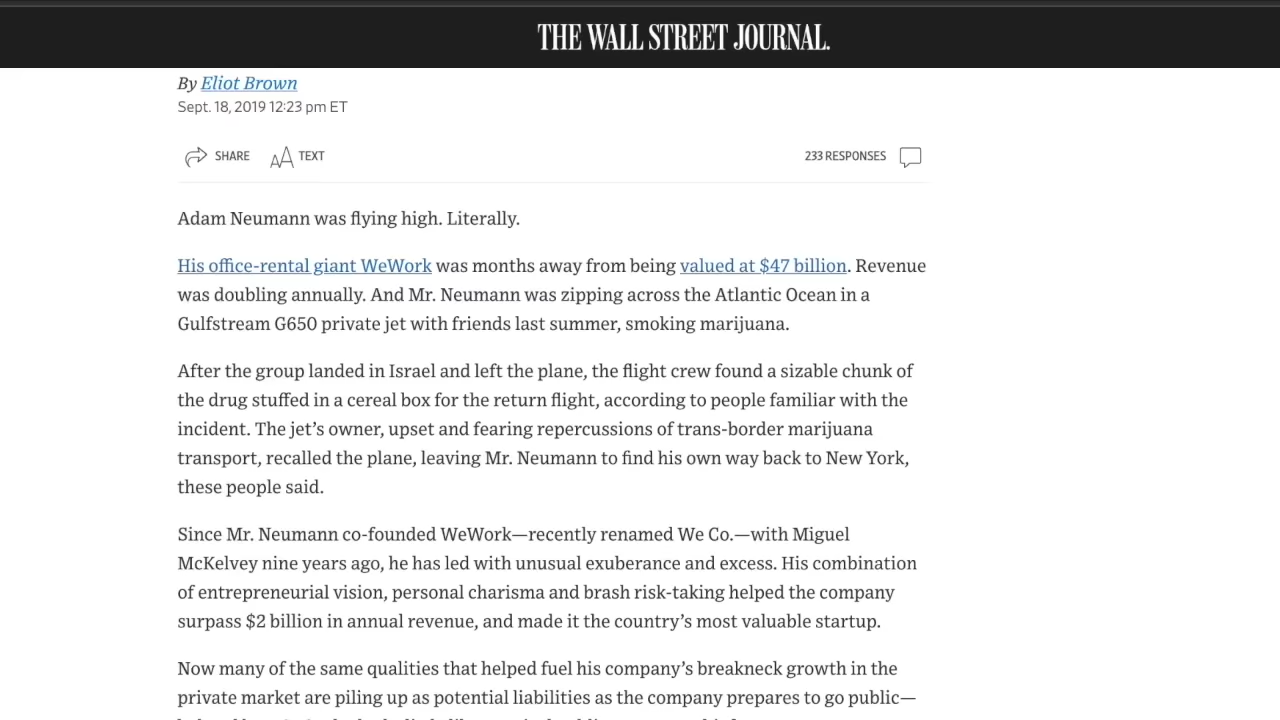 THE WALL STREET JOURNAL.
By Eliot Brown
Sept. 18, 2019 12:23 pm ET
SHARE TEXT 233 RESPONSES
Adam Neumann was flying high. Literally.
His office-rental giant WeWork was months away from being valued at $47 billion. Revenue
was doubling annually. And Mr. Neumann was zipping across the Atlantic Ocean in a
Gulfstream G650 private jet with friends last summer, smoking marijuana.
After the group landed in Israel and left the plane, the flight crew found a sizable chunk of
the drug stuffed in a cereal box for the return flight, according to people familiar with the
incident. The jet’s owner, upset and fearing repercussions of trans-border marijuana
transport, recalled the plane, leaving Mr. Neumann to find his own way back to New York,
these people said.
Since Mr. Neumann co-founded WeWork—recently renamed We Co.—with Miguel
McKelvey nine years ago, he has led with unusual exuberance and excess. His combination
of entrepreneurial vision, personal charisma and brash risk-taking helped the company
surpass $2 billion in annual revenue, and made it the country’s most valuable startup.
Now many of the same qualities that helped fuel his company’s breakneck growth in the
private market are piling up as potential liabilities as the company prepares to go public—